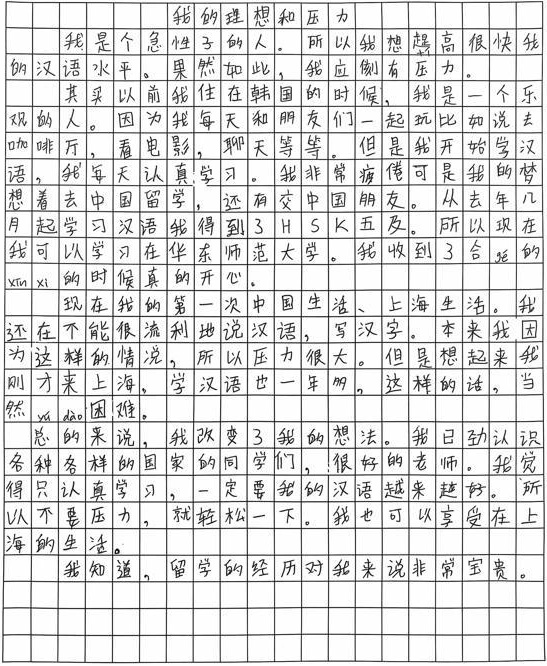 我的理想和压力
我是个急性子的人。所以我想提高很快我
的汉语水平。果然如此，我应该有压力。
其实以前我住在韩国的时候，我是一个乐
观的人。因为我每天和朋友们一起玩比如说去
咖啡厅，看电影，聊天等等。但是我开始学汉
语，我每天认真学习。我非常疲倦可是我的梦
想着去中国留学，还有交中国朋友。从去年几
月起学习汉语我得到了HSK五及。所以现在
我可以学习在华东师范大学。我收到了合gé的
xìn xi的时候真的开心。
现在我的第一次中国生活、上海生活。我
还在不能很流利地说汉语，写汉字。本来我因
为这样的情况，所以压力很大。但是想起来我
刚才来上海，学汉语也一年多，这样的话，当
然yù dào困难。
总的来说，我改变了我的想法。我已认识
各种各样的国家的同学们，很好的老师。我觉
得只认真学习，一定要我的汉语越来越好。所
以不要压力，就轻松一下。我也可以享受在上
海的生活。
我知道，留学的经历对我来说非常宝贵。